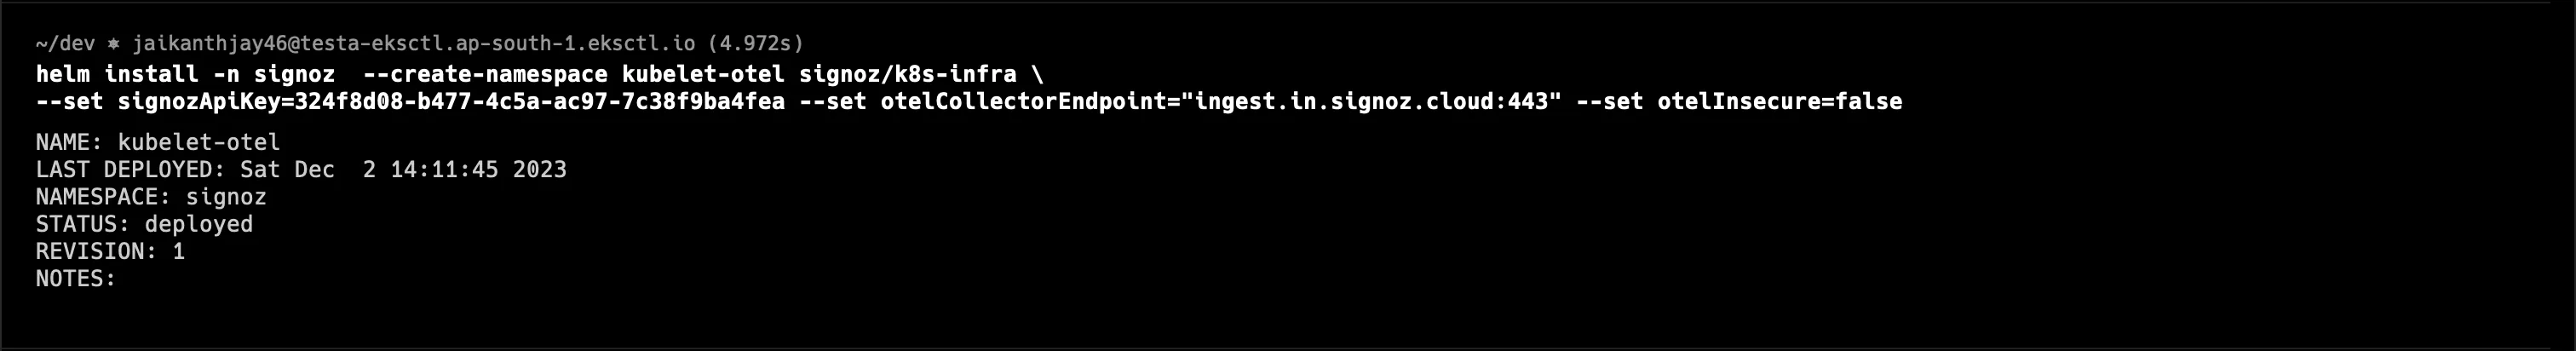 ~/dev ✶ jaikanthjay46@testa-eksctl.ap-south-1.eksctl.io (4.972s)
helm install -n signoz  --create-namespace kubelet-otel signoz/k8s-infra \
--set signozApiKey=324f8d08-b477-4c5a-ac97-7c38f9ba4fea --set otelCollectorEndpoint="ingest.in.signoz.cloud:443" --set otelInsecure=false
NAME: kubelet-otel
LAST DEPLOYED: Sat Dec  2 14:11:45 2023
NAMESPACE: signoz
STATUS: deployed
REVISION: 1
NOTES: